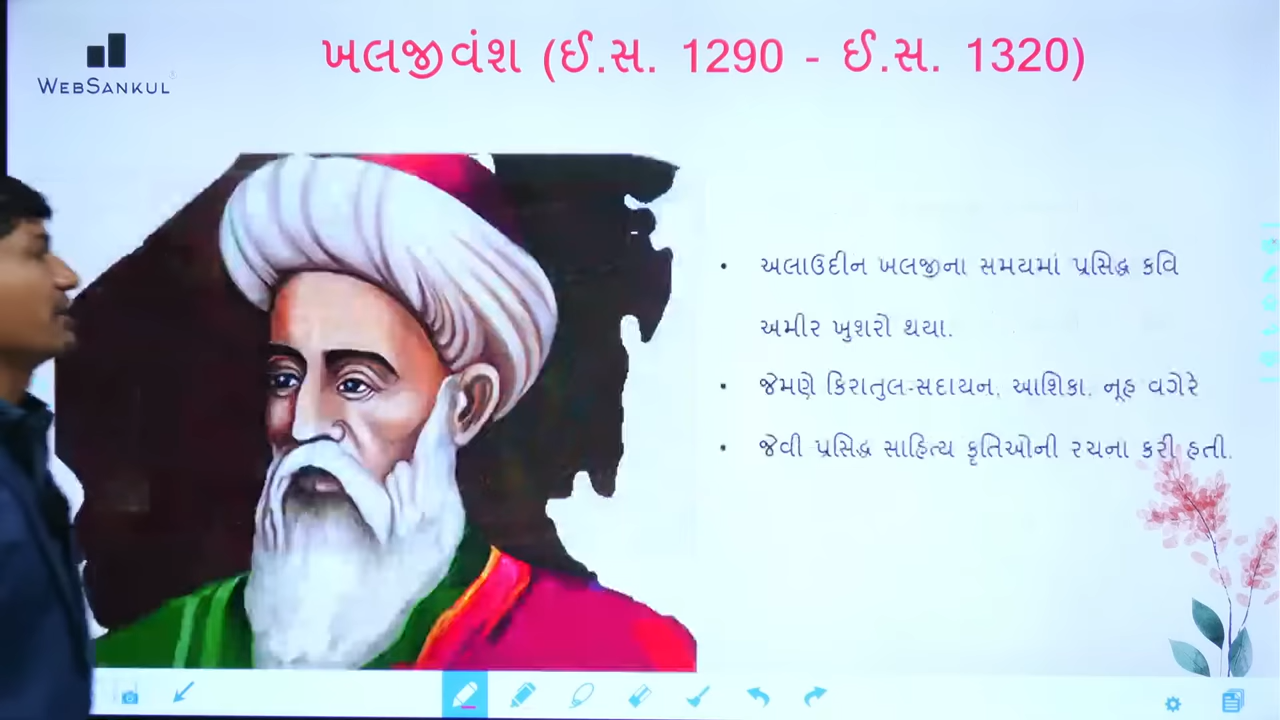 WEBSANKUL
ખલજીવંશ (ઈ.સ. 1290 - ઈ.સ. 1320)
• અલાઉદીન ખલજીના સમયમાં પ્રસિદ્ધ કવિ
અમીર ખુશરો થયા.
• જેમણે કિરાતુલ-સદાયન, આશિકા, નૂહ વગેરે
• જેવી પ્રસિદ્ધ સાહિત્ય કૃતિઓની રચના કરી હતી.